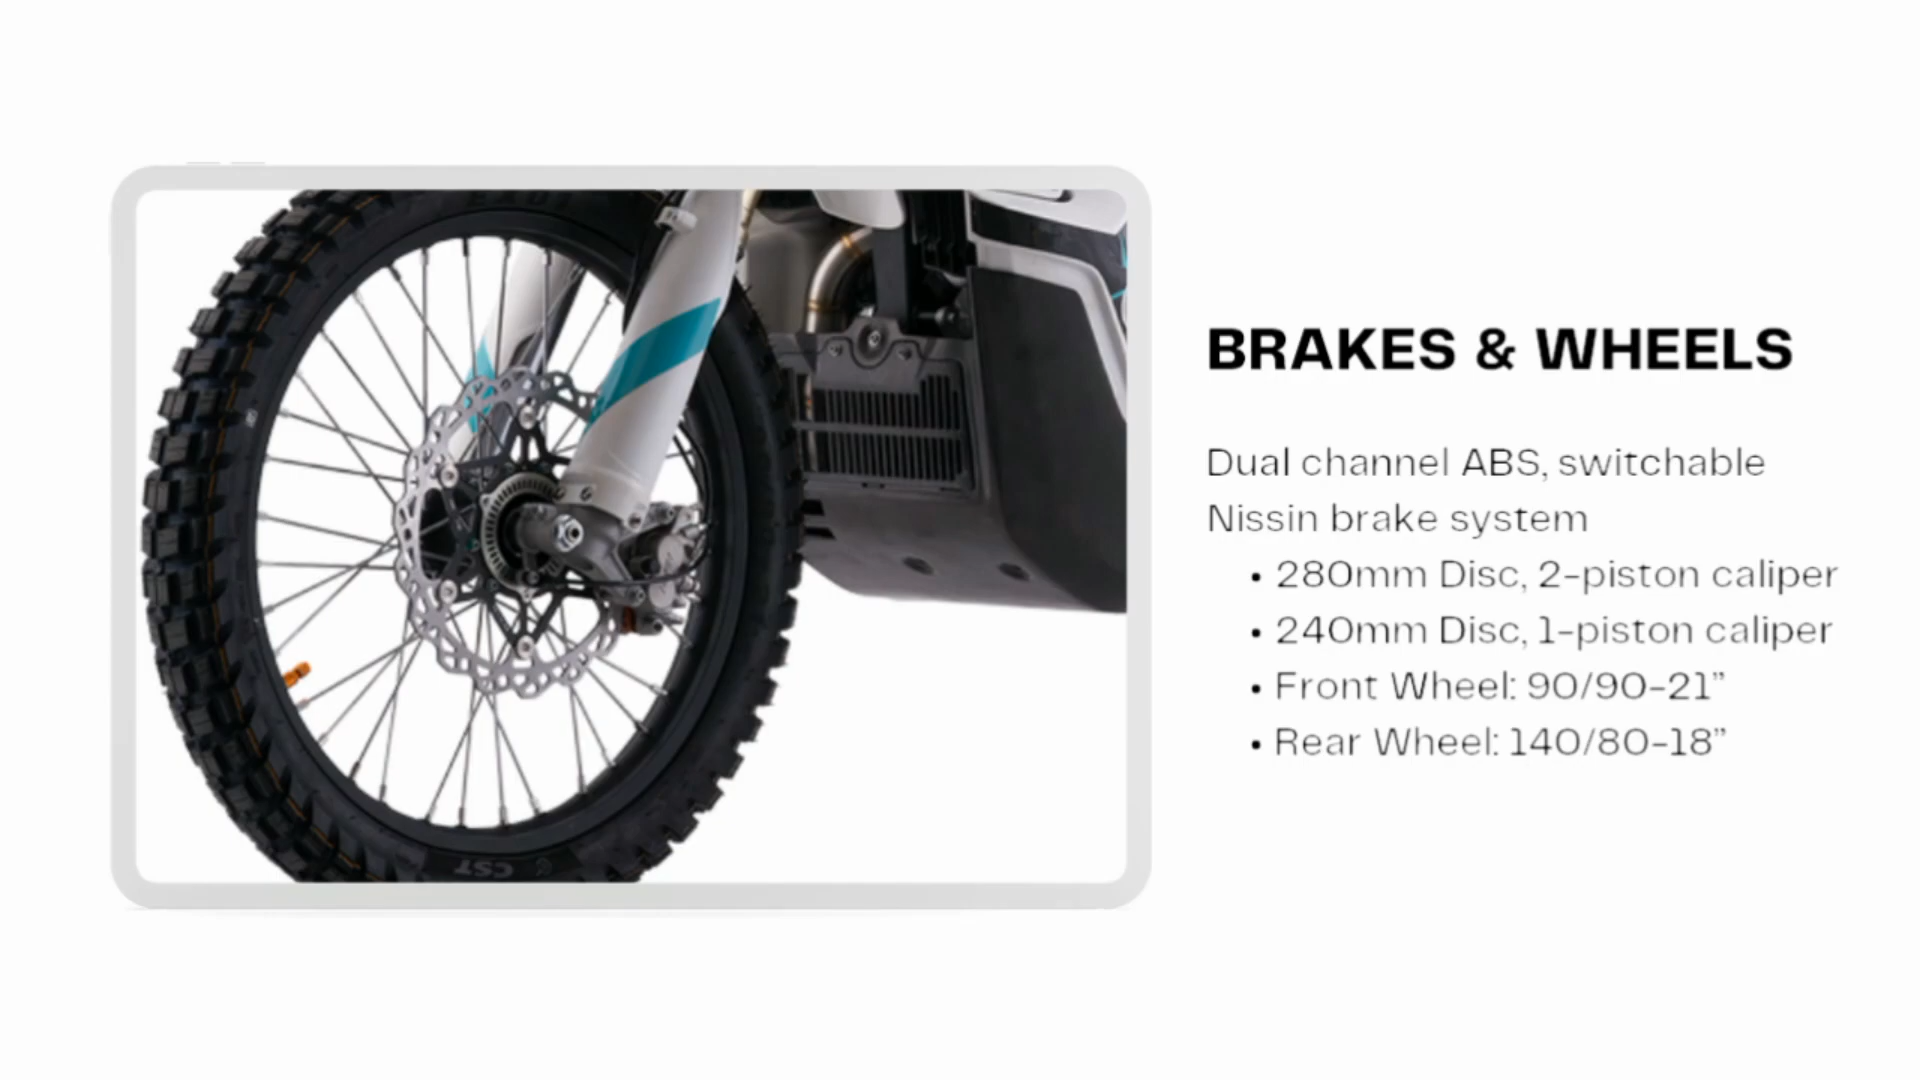 BRAKES & WHEELS
Dual channel ABS, switchable
Nissin brake system
• 280mm Disc, 2-piston caliper
• 240mm Disc, 1-piston caliper
• Front Wheel: 90/90-21”
• Rear Wheel: 140/80-18”
CST